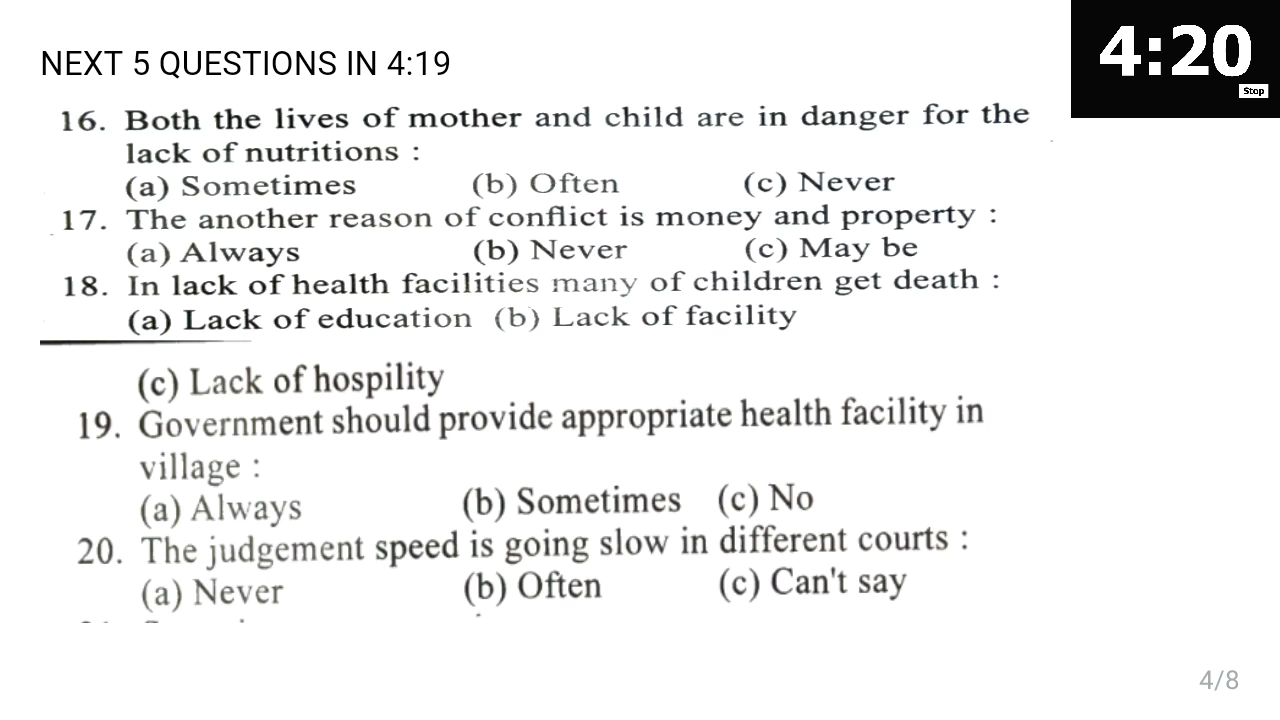 NEXT 5 QUESTIONS IN 4:19
4:20
Stop
16. Both the lives of mother and child are in danger for the
lack of nutritions :
(a) Sometimes (b) Often (c) Never
17. The another reason of conflict is money and property :
(a) Always (b) Never (c) May be
18. In lack of health facilities many of children get death :
(a) Lack of education (b) Lack of facility
(c) Lack of hospility
19. Government should provide appropriate health facility in
village :
(a) Always (b) Sometimes (c) No
20. The judgement speed is going slow in different courts :
(a) Never (b) Often (c) Can't say
4/8